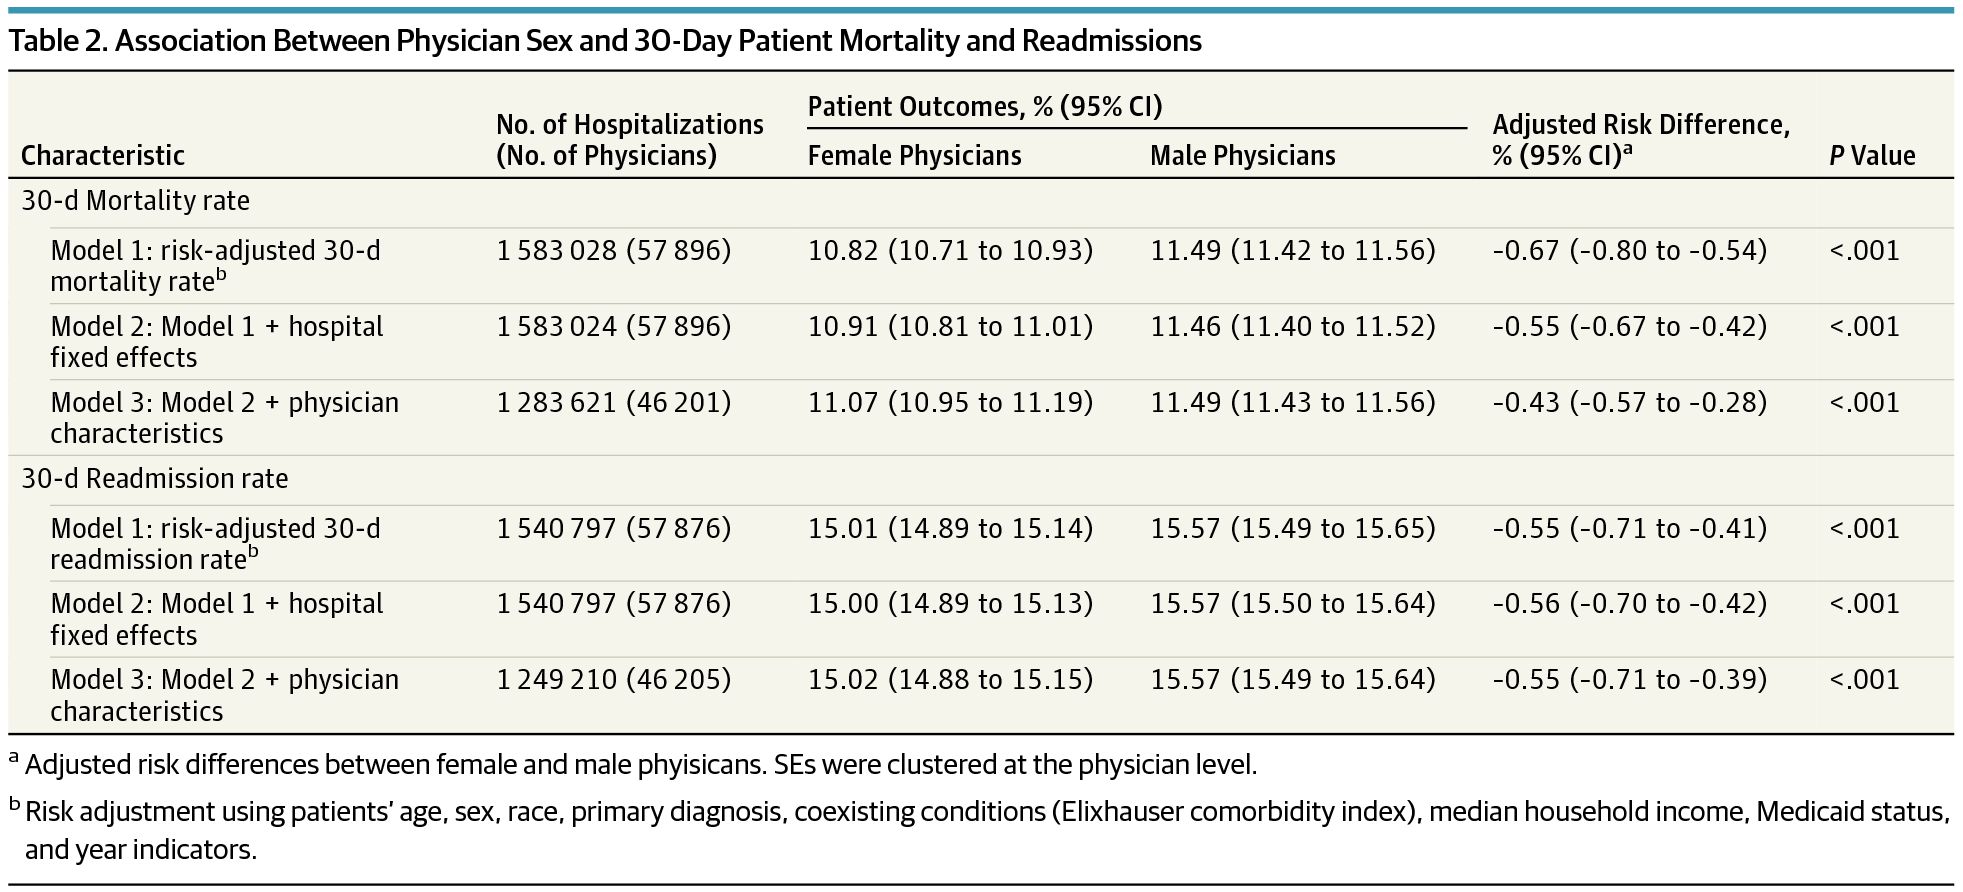 Table 2. Association Between Physician Sex and 30-Day Patient Mortality and Readmissions
Characteristic
No. of Hospitalizations
(No. of Physicians)
Patient Outcomes, % (95% CI)
Female Physicians
Male Physicians
Adjusted Risk Difference,
% (95% CI)a
P Value
30-d Mortality rate
Model 1: risk-adjusted 30-d
mortality rateb
1 583 028 (57 896)
10.82 (10.71 to 10.93)
11.49 (11.42 to 11.56)
-0.67 (-0.80 to -0.54)
<.001
Model 2: Model 1 + hospital
fixed effects
1 583 024 (57 896)
10.91 (10.81 to 11.01)
11.46 (11.40 to 11.52)
-0.55 (-0.67 to -0.42)
<.001
Model 3: Model 2 + physician
characteristics
1 283 621 (46 201)
11.07 (10.95 to 11.19)
11.49 (11.43 to 11.56)
-0.43 (-0.57 to -0.28)
<.001
30-d Readmission rate
Model 1: risk-adjusted 30-d
readmission rateb
1 540 797 (57 876)
15.01 (14.89 to 15.14)
15.57 (15.49 to 15.65)
-0.55 (-0.71 to -0.41)
<.001
Model 2: Model 1 + hospital
fixed effects
1 540 797 (57 876)
15.00 (14.89 to 15.13)
15.57 (15.50 to 15.64)
-0.56 (-0.70 to -0.42)
<.001
Model 3: Model 2 + physician
characteristics
1 249 210 (46 205)
15.02 (14.88 to 15.15)
15.57 (15.49 to 15.64)
-0.55 (-0.71 to -0.39)
<.001
a Adjusted risk differences between female and male phyisicans. SEs were clustered at the physician level.
b Risk adjustment using patients’ age, sex, race, primary diagnosis, coexisting conditions (Elixhauser comorbidity index), median household income, Medicaid status,
and year indicators.